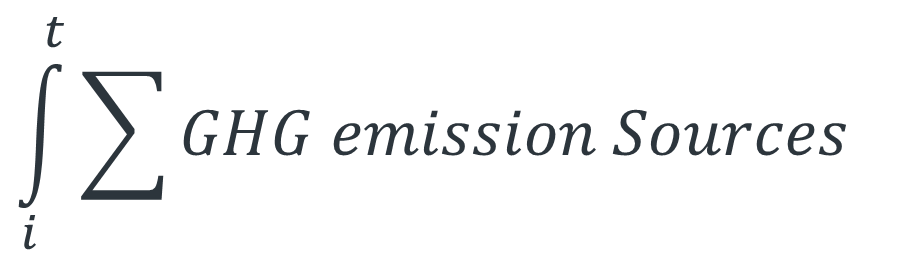 t
∫ ∑ GHG emission Sources
i